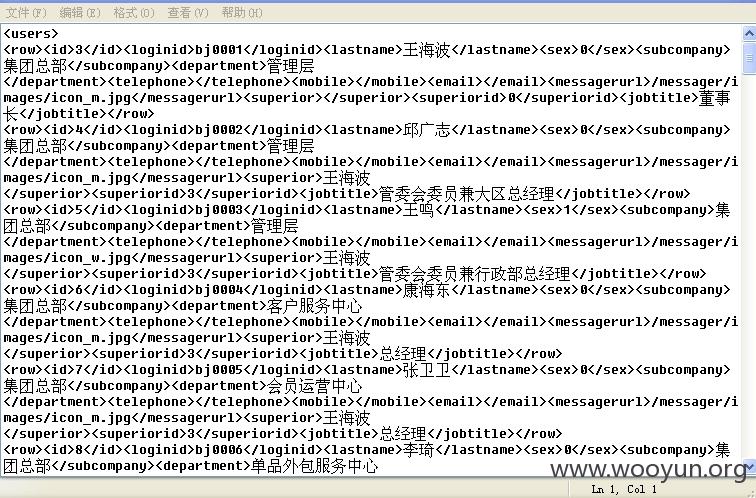 文件(F) 编辑(E) 格式(O) 查看(V) 帮助(H)
<users>
<row><id>3</id><loginid>bj0001</loginid><lastname>王海波</lastname><sex>0</sex><subcompany>
集团总部</subcompany><department>管理层
</department><telephone></telephone><mobile></mobile><email></email><messagerurl>/messager/i
mages/icon_m.jpg</messagerurl><superior></superior><superiorid>0</superiorid><jobtitle>董事
长</jobtitle></row>
<row><id>4</id><loginid>bj0002</loginid><lastname>邱广志</lastname><sex>0</sex><subcompany>
集团总部</subcompany><department>管理层
</department><telephone></telephone><mobile></mobile><email></email><messagerurl>/messager/i
mages/icon_m.jpg</messagerurl><superior>王海波
</superior><superiorid>3</superiorid><jobtitle>管委会委员兼大区总经理</jobtitle></row>
<row><id>5</id><loginid>bj0003</loginid><lastname>王鸣</lastname><sex>1</sex><subcompany>集
团总部</subcompany><department>管理层
</department><telephone></telephone><mobile></mobile><email></email><messagerurl>/messager/i
mages/icon_w.jpg</messagerurl><superior>王海波
</superior><superiorid>3</superiorid><jobtitle>管委会委员兼行政部总经理</jobtitle></row>
<row><id>6</id><loginid>bj0004</loginid><lastname>康海东</lastname><sex>0</sex><subcompany>
集团总部</subcompany><department>客户服务中心
</department><telephone></telephone><mobile></mobile><email></email><messagerurl>/messager/i
mages/icon_m.jpg</messagerurl><superior>王海波
</superior><superiorid>3</superiorid><jobtitle>总经理</jobtitle></row>
<row><id>7</id><loginid>bj0005</loginid><lastname>张卫卫</lastname><sex>0</sex><subcompany>
集团总部</subcompany><department>会员运营中心
</department><telephone></telephone><mobile></mobile><email></email><messagerurl>/messager/i
mages/icon_m.jpg</messagerurl><superior>王海波
</superior><superiorid>3</superiorid><jobtitle>总经理</jobtitle></row>
<row><id>8</id><loginid>bj0006</loginid><lastname>李琦</lastname><sex>0</sex><subcompany>集
团总部</subcompany><department>单品外包服务中心
www.wooyun.org
Ln 1, Col 1